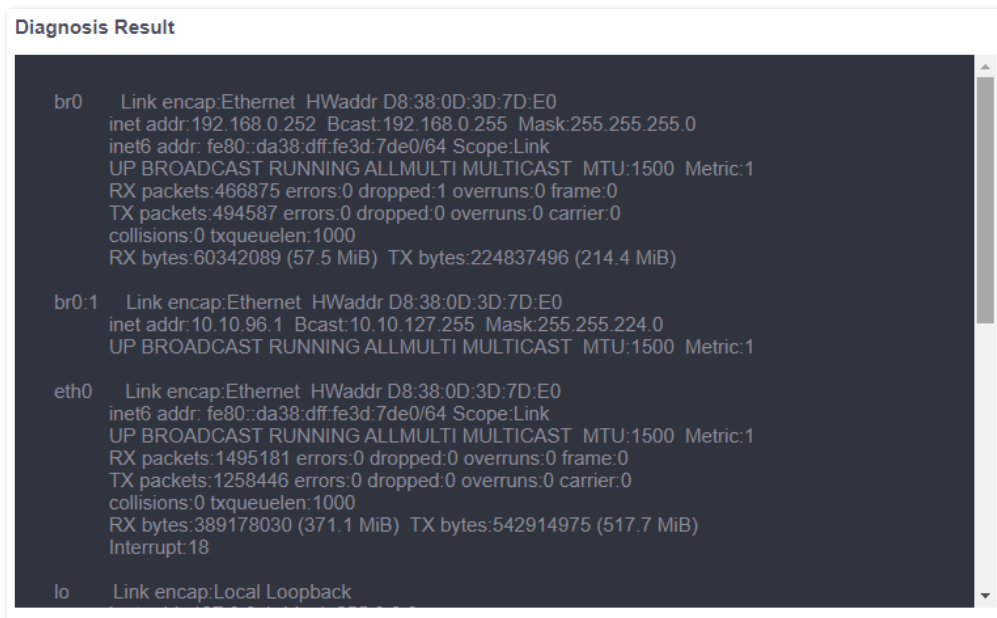 Diagnosis Result
br0 Link encap:Ethernet HWaddr D8:38:0D:3D:7D:E0
inet addr:192.168.0.252 Bcast:192.168.0.255 Mask:255.255.255.0
inet6 addr: fe80::da38:dff:fe3d:7de0/64 Scope:Link
UP BROADCAST RUNNING ALLMULTI MULTICAST MTU:1500 Metric:1
RX packets:466875 errors:0 dropped:1 overruns:0 frame:0
TX packets:494587 errors:0 dropped:0 overruns:0 carrier:0
collisions:0 txqueuelen:1000
RX bytes:60342089 (57.5 MiB) TX bytes:224837496 (214.4 MiB)
br0:1 Link encap:Ethernet HWaddr D8:38:0D:3D:7D:E0
inet addr:10.10.96.1 Bcast:10.10.127.255 Mask:255.255.224.0
UP BROADCAST RUNNING ALLMULTI MULTICAST MTU:1500 Metric:1
eth0 Link encap:Ethernet HWaddr D8:38:0D:3D:7D:E0
inet6 addr: fe80::da38:dff:fe3d:7de0/64 Scope:Link
UP BROADCAST RUNNING ALLMULTI MULTICAST MTU:1500 Metric:1
RX packets:1495181 errors:0 dropped:0 overruns:0 frame:0
TX packets:1258446 errors:0 dropped:0 overruns:0 carrier:0
collisions:0 txqueuelen:1000
RX bytes:389178030 (371.1 MiB) TX bytes:542914975 (517.7 MiB)
Interrupt:18
lo Link encap:Local Loopback